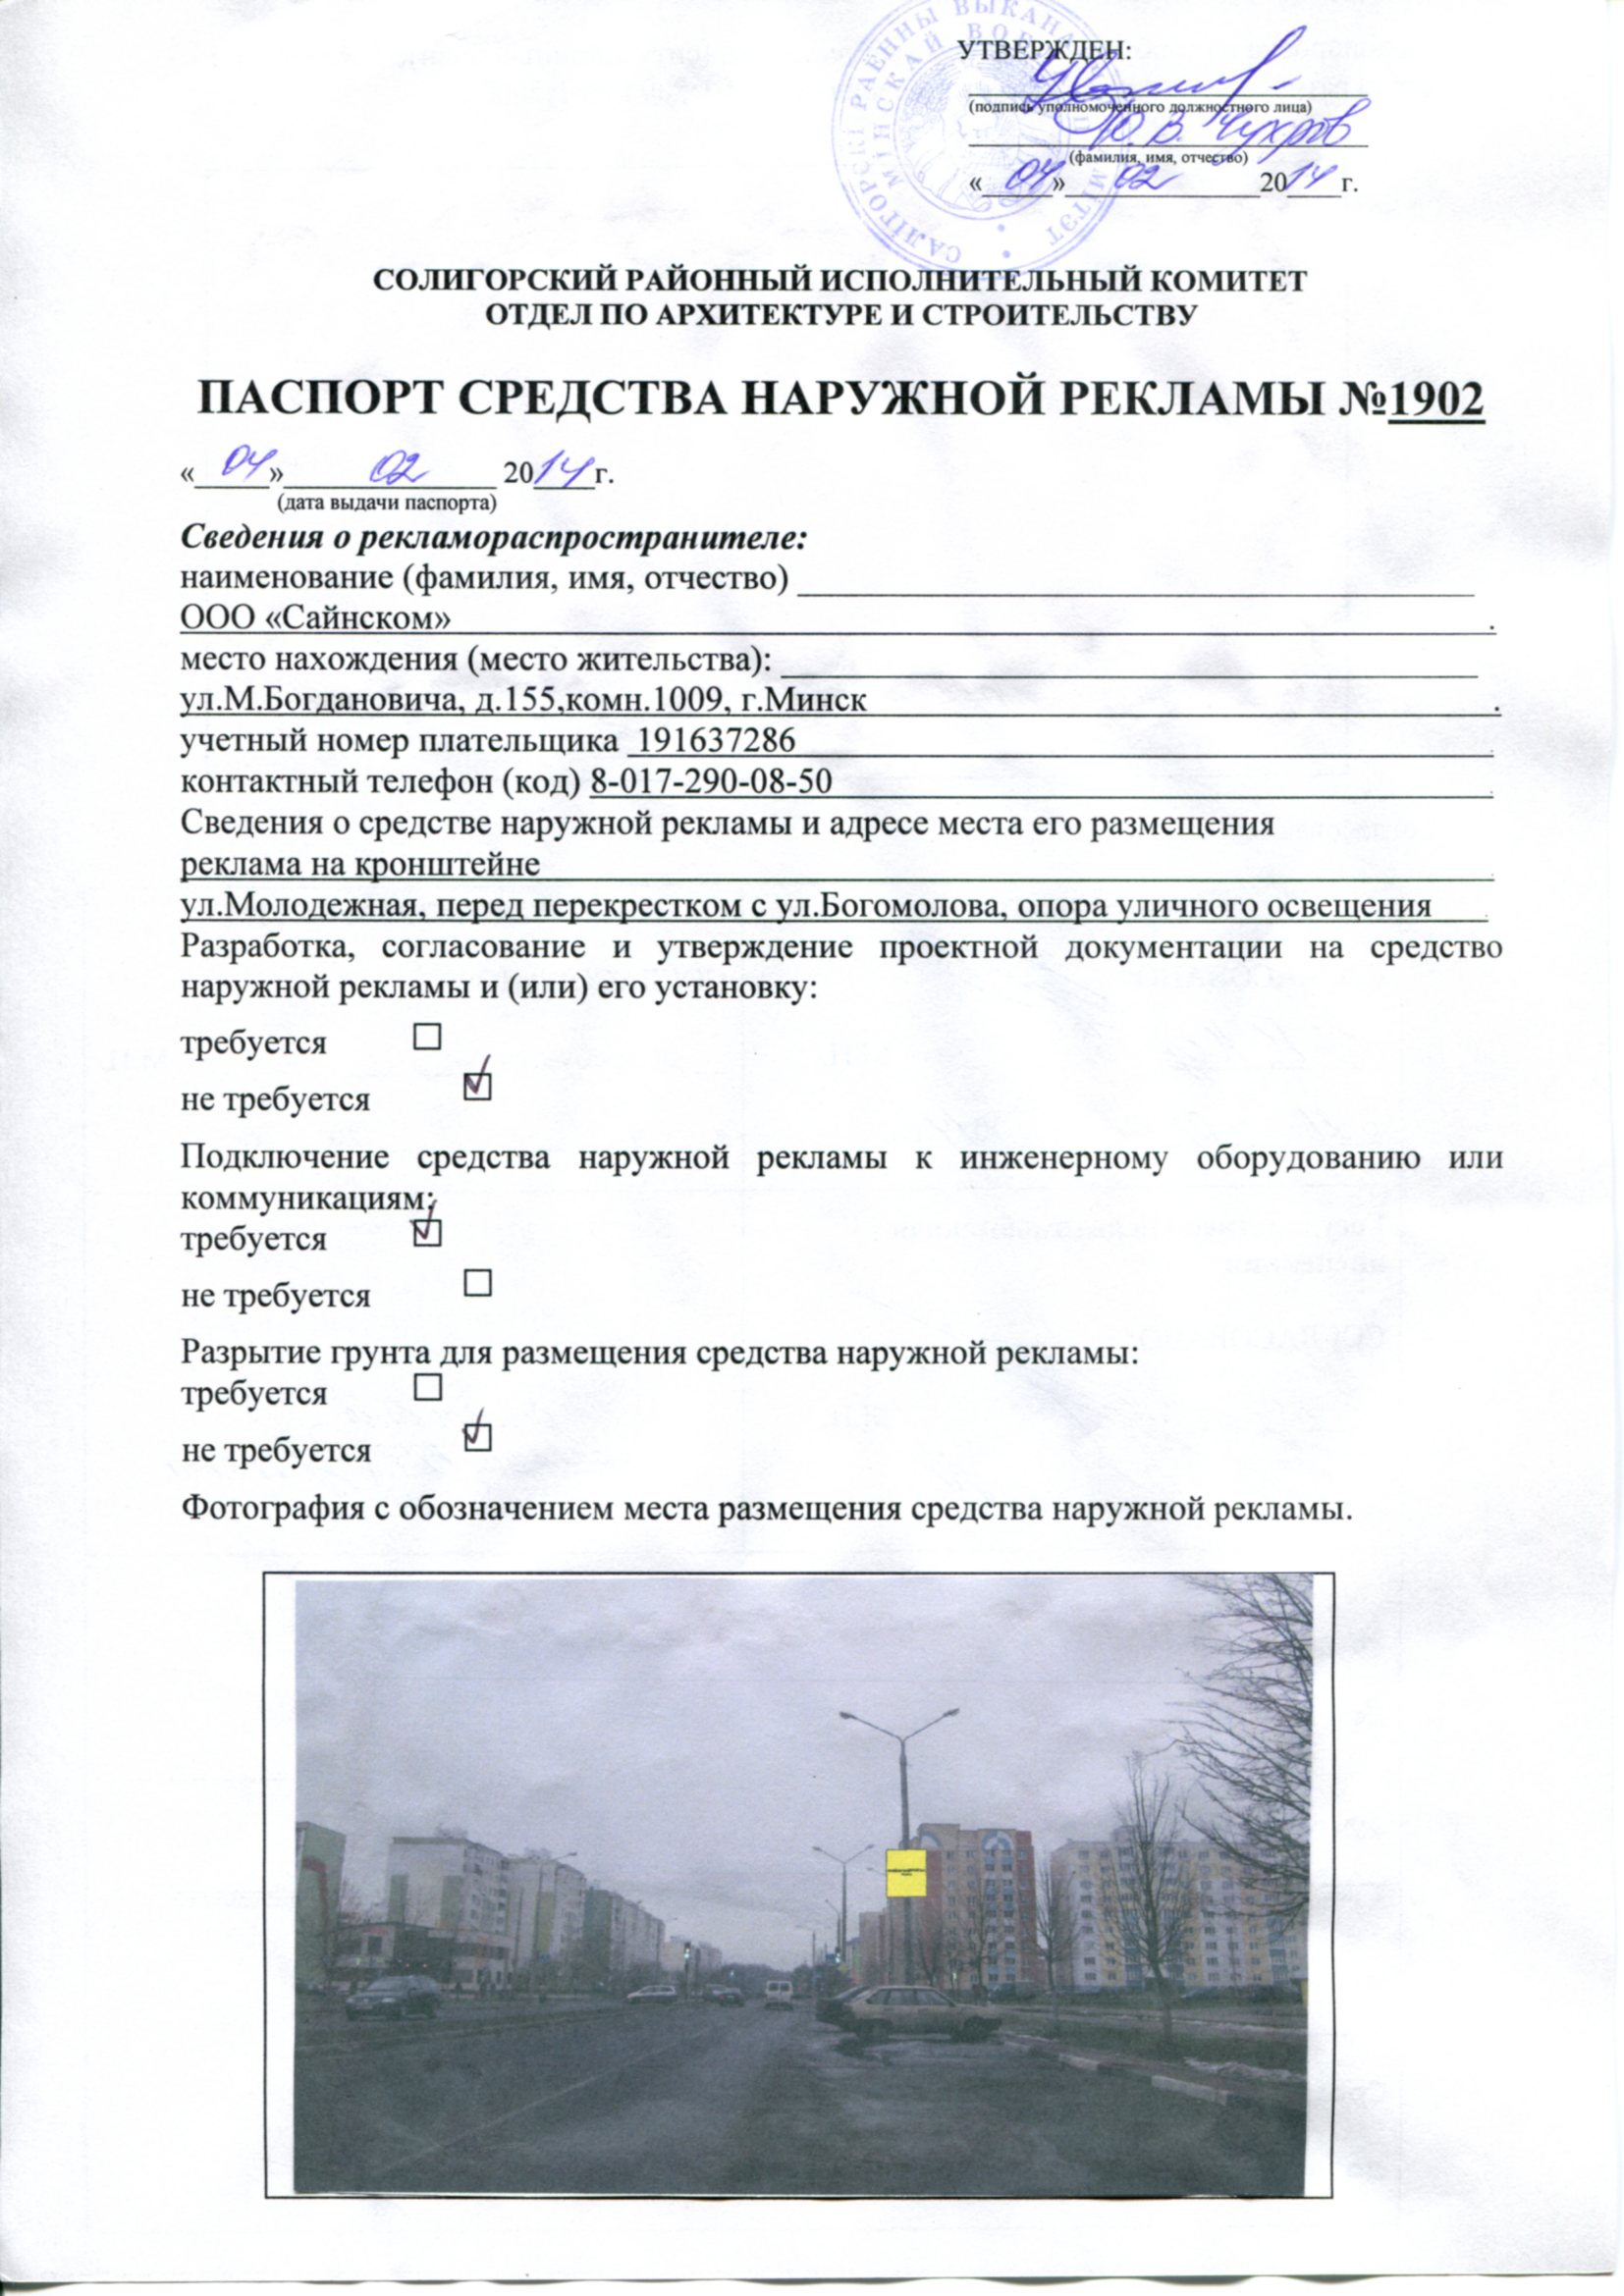 УТВЕРЖДЕН:
(подпись уполномоченного должностного лица)
Ю.В. Чухров
(фамилия, имя, отчество)
«04» 02 2014г.
САЛІГОРСКІ РАЁННЫ ВЫКАНА МІТЭТ
МІНСКАЙ ВОБ
СОЛИГОРСКИЙ РАЙОННЫЙ ИСПОЛНИТЕЛЬНЫЙ КОМИТЕТ
ОТДЕЛ ПО АРХИТЕКТУРЕ И СТРОИТЕЛЬСТВУ
ПАСПОРТ СРЕДСТВА НАРУЖНОЙ РЕКЛАМЫ №1902
«04» 02 2014г.
(дата выдачи паспорта)
Сведения о рекламораспространителе:
наименование (фамилия, имя, отчество)
ООО «Сайнском» .
место нахождения (место жительства):
ул.М.Богдановича, д.155,комн.1009, г.Минск .
учетный номер плательщика 191637286 .
контактный телефон (код) 8-017-290-08-50 .
Сведения о средстве наружной рекламы и адресе места его размещения
реклама на кронштейне .
ул.Молодежная, перед перекрестком с ул.Богомолова, опора уличного освещения .
Разработка, согласование и утверждение проектной документации на средство
наружной рекламы и (или) его установку:
требуется
не требуется
Подключение средства наружной рекламы к инженерному оборудованию или
коммуникациям:
требуется
не требуется
Разрытие грунта для размещения средства наружной рекламы:
требуется
не требуется
Фотография с обозначением места размещения средства наружной рекламы.